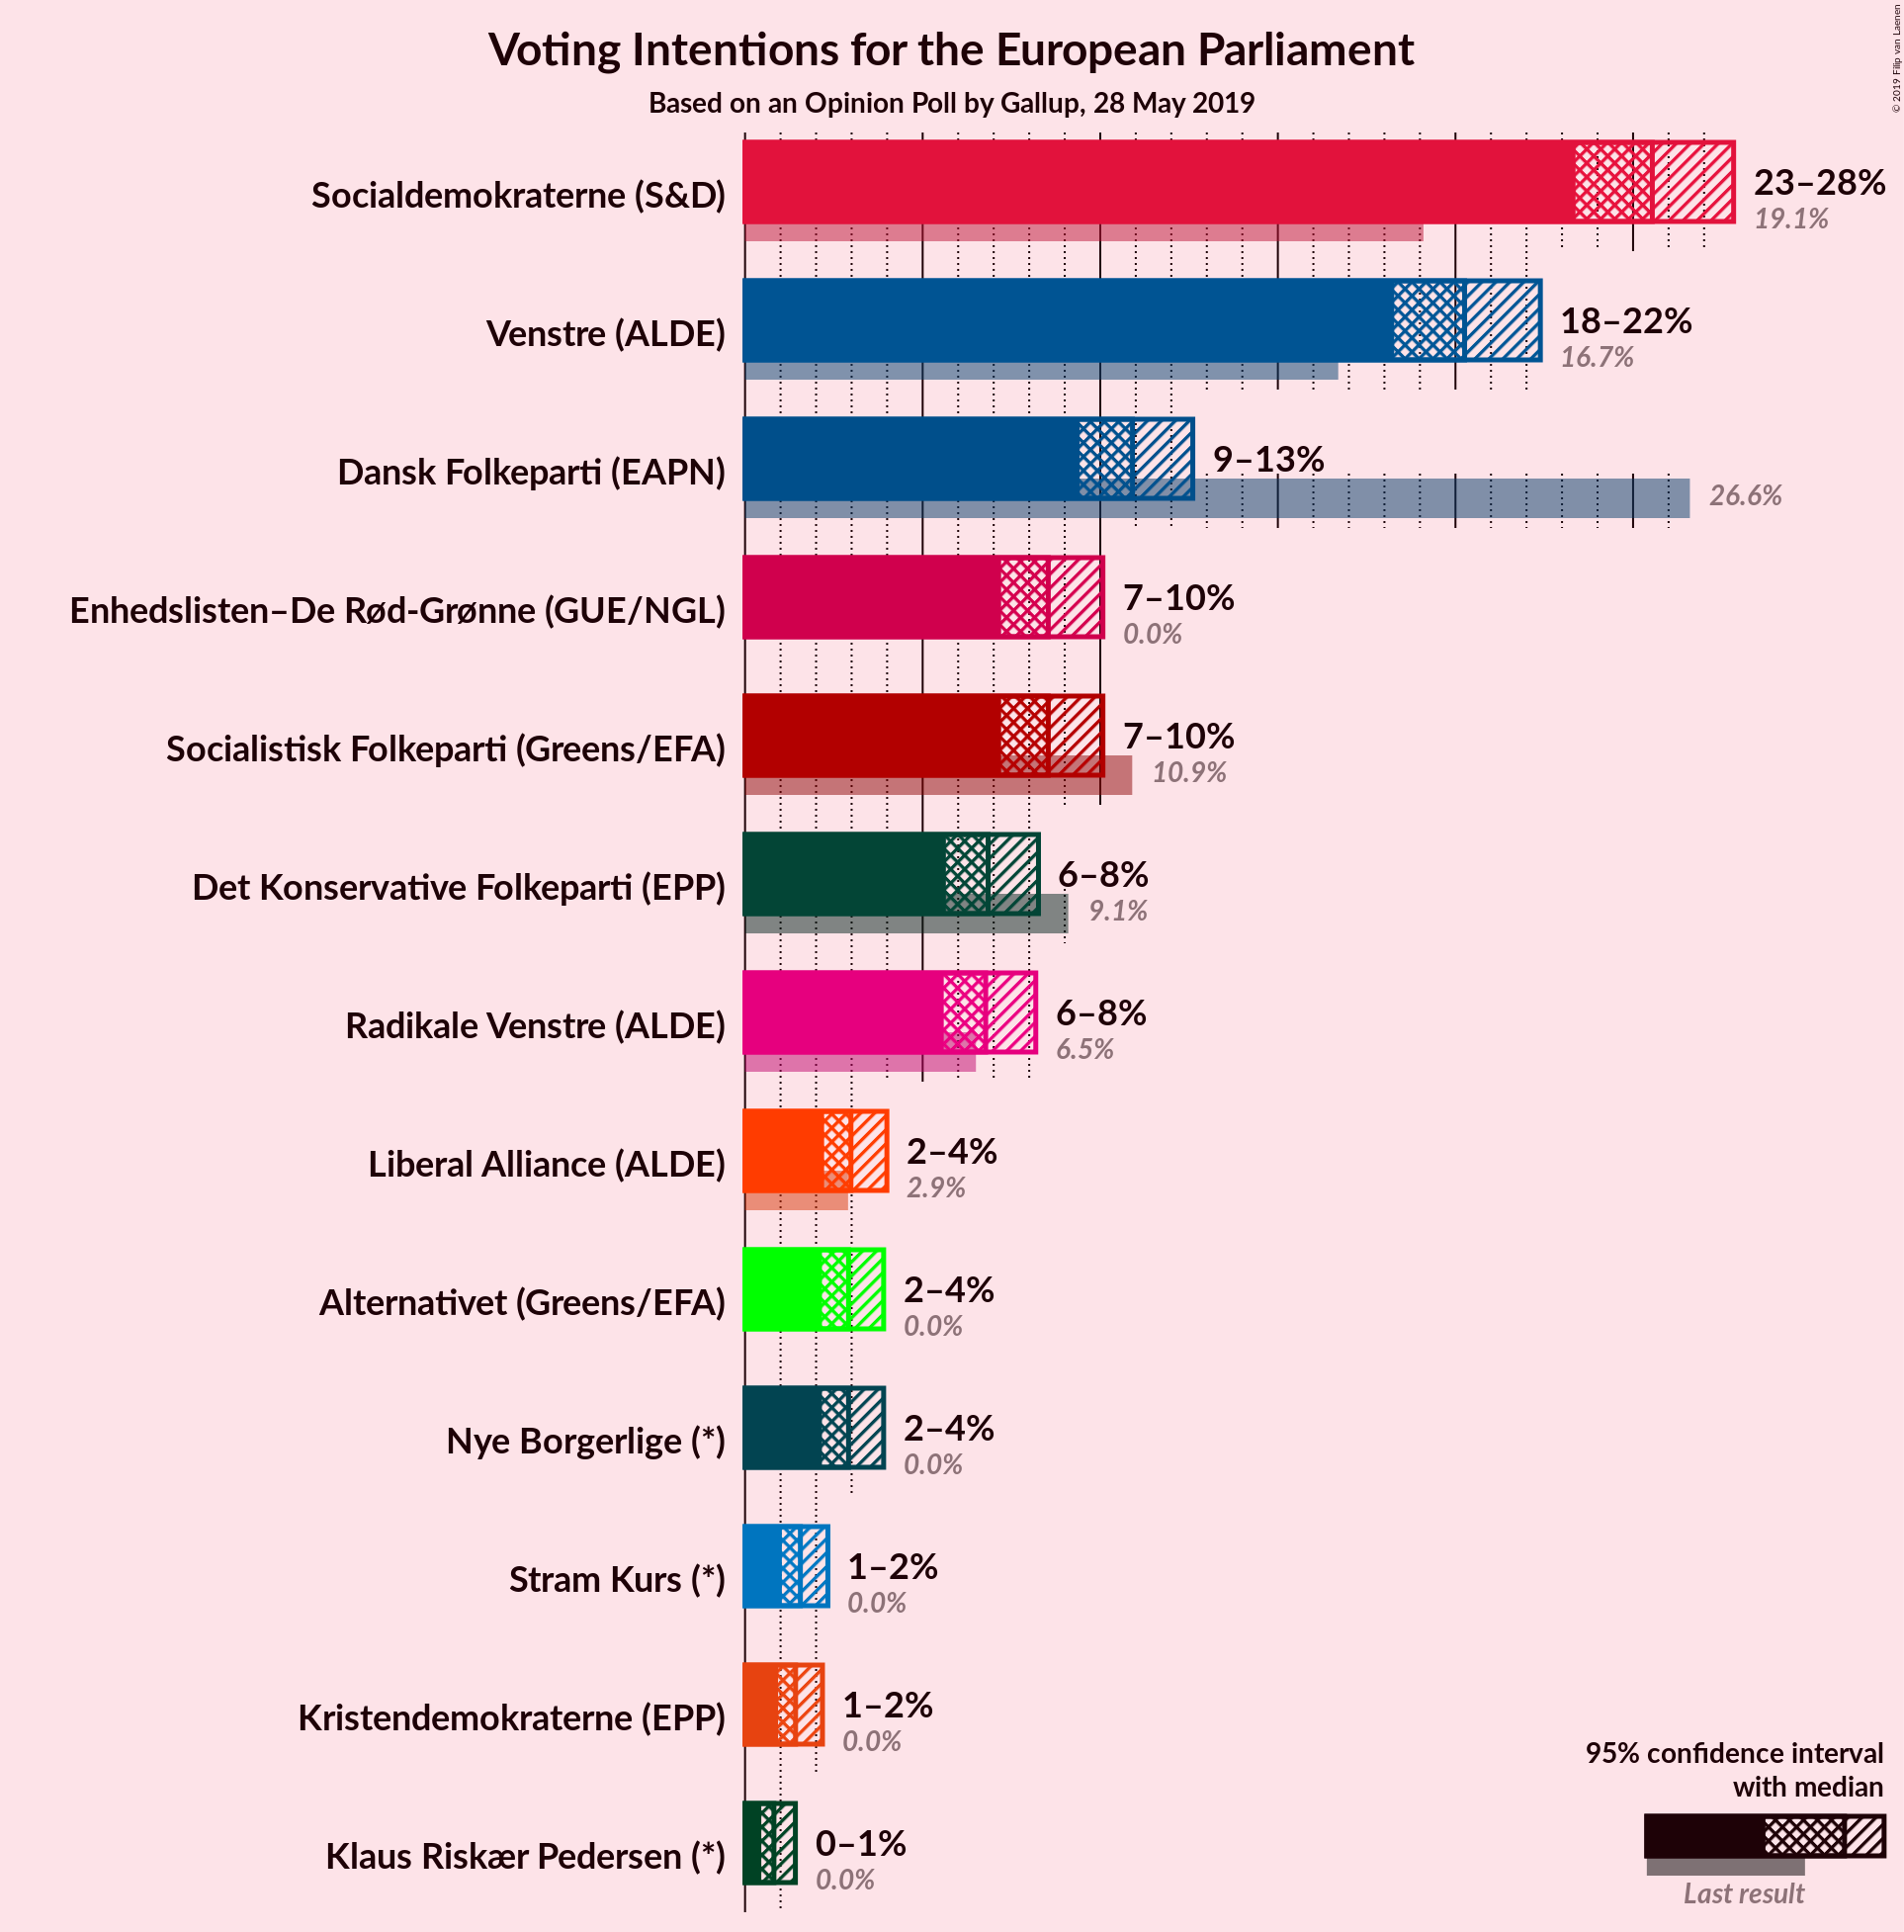 Voting Intentions for the European Parliament
Based on an Opinion Poll by Gallup, 28 May 2019
© 2019 Filip van Laenen
Socialdemokraterne (S&D)
23–28%
19.1%
Venstre (ALDE)
18–22%
16.7%
Dansk Folkeparti (EAPN)
9–13%
26.6%
Enhedslisten–De Rød-Grønne (GUE/NGL)
7–10%
0.0%
Socialistisk Folkeparti (Greens/EFA)
7–10%
10.9%
Det Konservative Folkeparti (EPP)
6–8%
9.1%
Radikale Venstre (ALDE)
6–8%
6.5%
Liberal Alliance (ALDE)
2–4%
2.9%
Alternativet (Greens/EFA)
2–4%
0.0%
Nye Borgerlige (*)
2–4%
0.0%
Stram Kurs (*)
1–2%
0.0%
Kristendemokraterne (EPP)
1–2%
0.0%
Klaus Riskær Pedersen (*)
0–1%
0.0%
95% confidence interval
with median
Last result